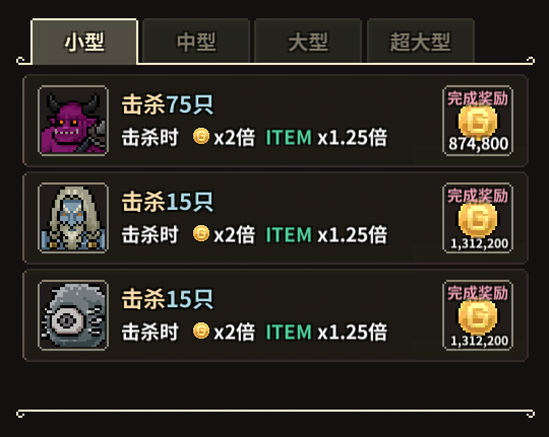 小型 中型 大型 超大型
击杀75只
击杀时 G x2倍 ITEM x1.25倍
完成奖励
G
874,800
击杀15只
击杀时 G x2倍 ITEM x1.25倍
完成奖励
G
1,312,200
击杀15只
击杀时 G x2倍 ITEM x1.25倍
完成奖励
G
1,312,200